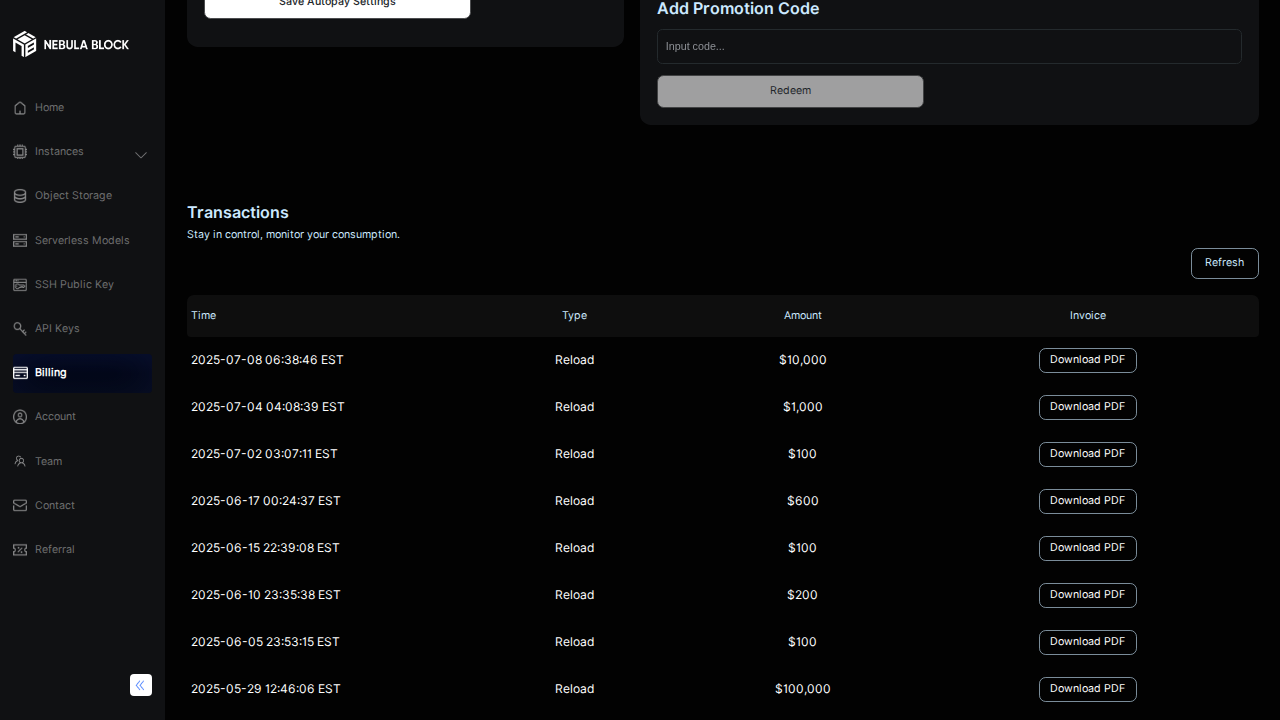 NEBULA BLOCK
Home
Instances
Object Storage
Serverless Models
SSH Public Key
API Keys
Billing
Account
Team
Contact
Referral
Save Autopay Settings
Add Promotion Code
Input code...
Redeem
Transactions
Stay in control, monitor your consumption.
Refresh
Time Type Amount Invoice
2025-07-08 06:38:46 EST Reload $10,000 Download PDF
2025-07-04 04:08:39 EST Reload $1,000 Download PDF
2025-07-02 03:07:11 EST Reload $100 Download PDF
2025-06-17 00:24:37 EST Reload $600 Download PDF
2025-06-15 22:39:08 EST Reload $100 Download PDF
2025-06-10 23:35:38 EST Reload $200 Download PDF
2025-06-05 23:53:15 EST Reload $100 Download PDF
2025-05-29 12:46:06 EST Reload $100,000 Download PDF